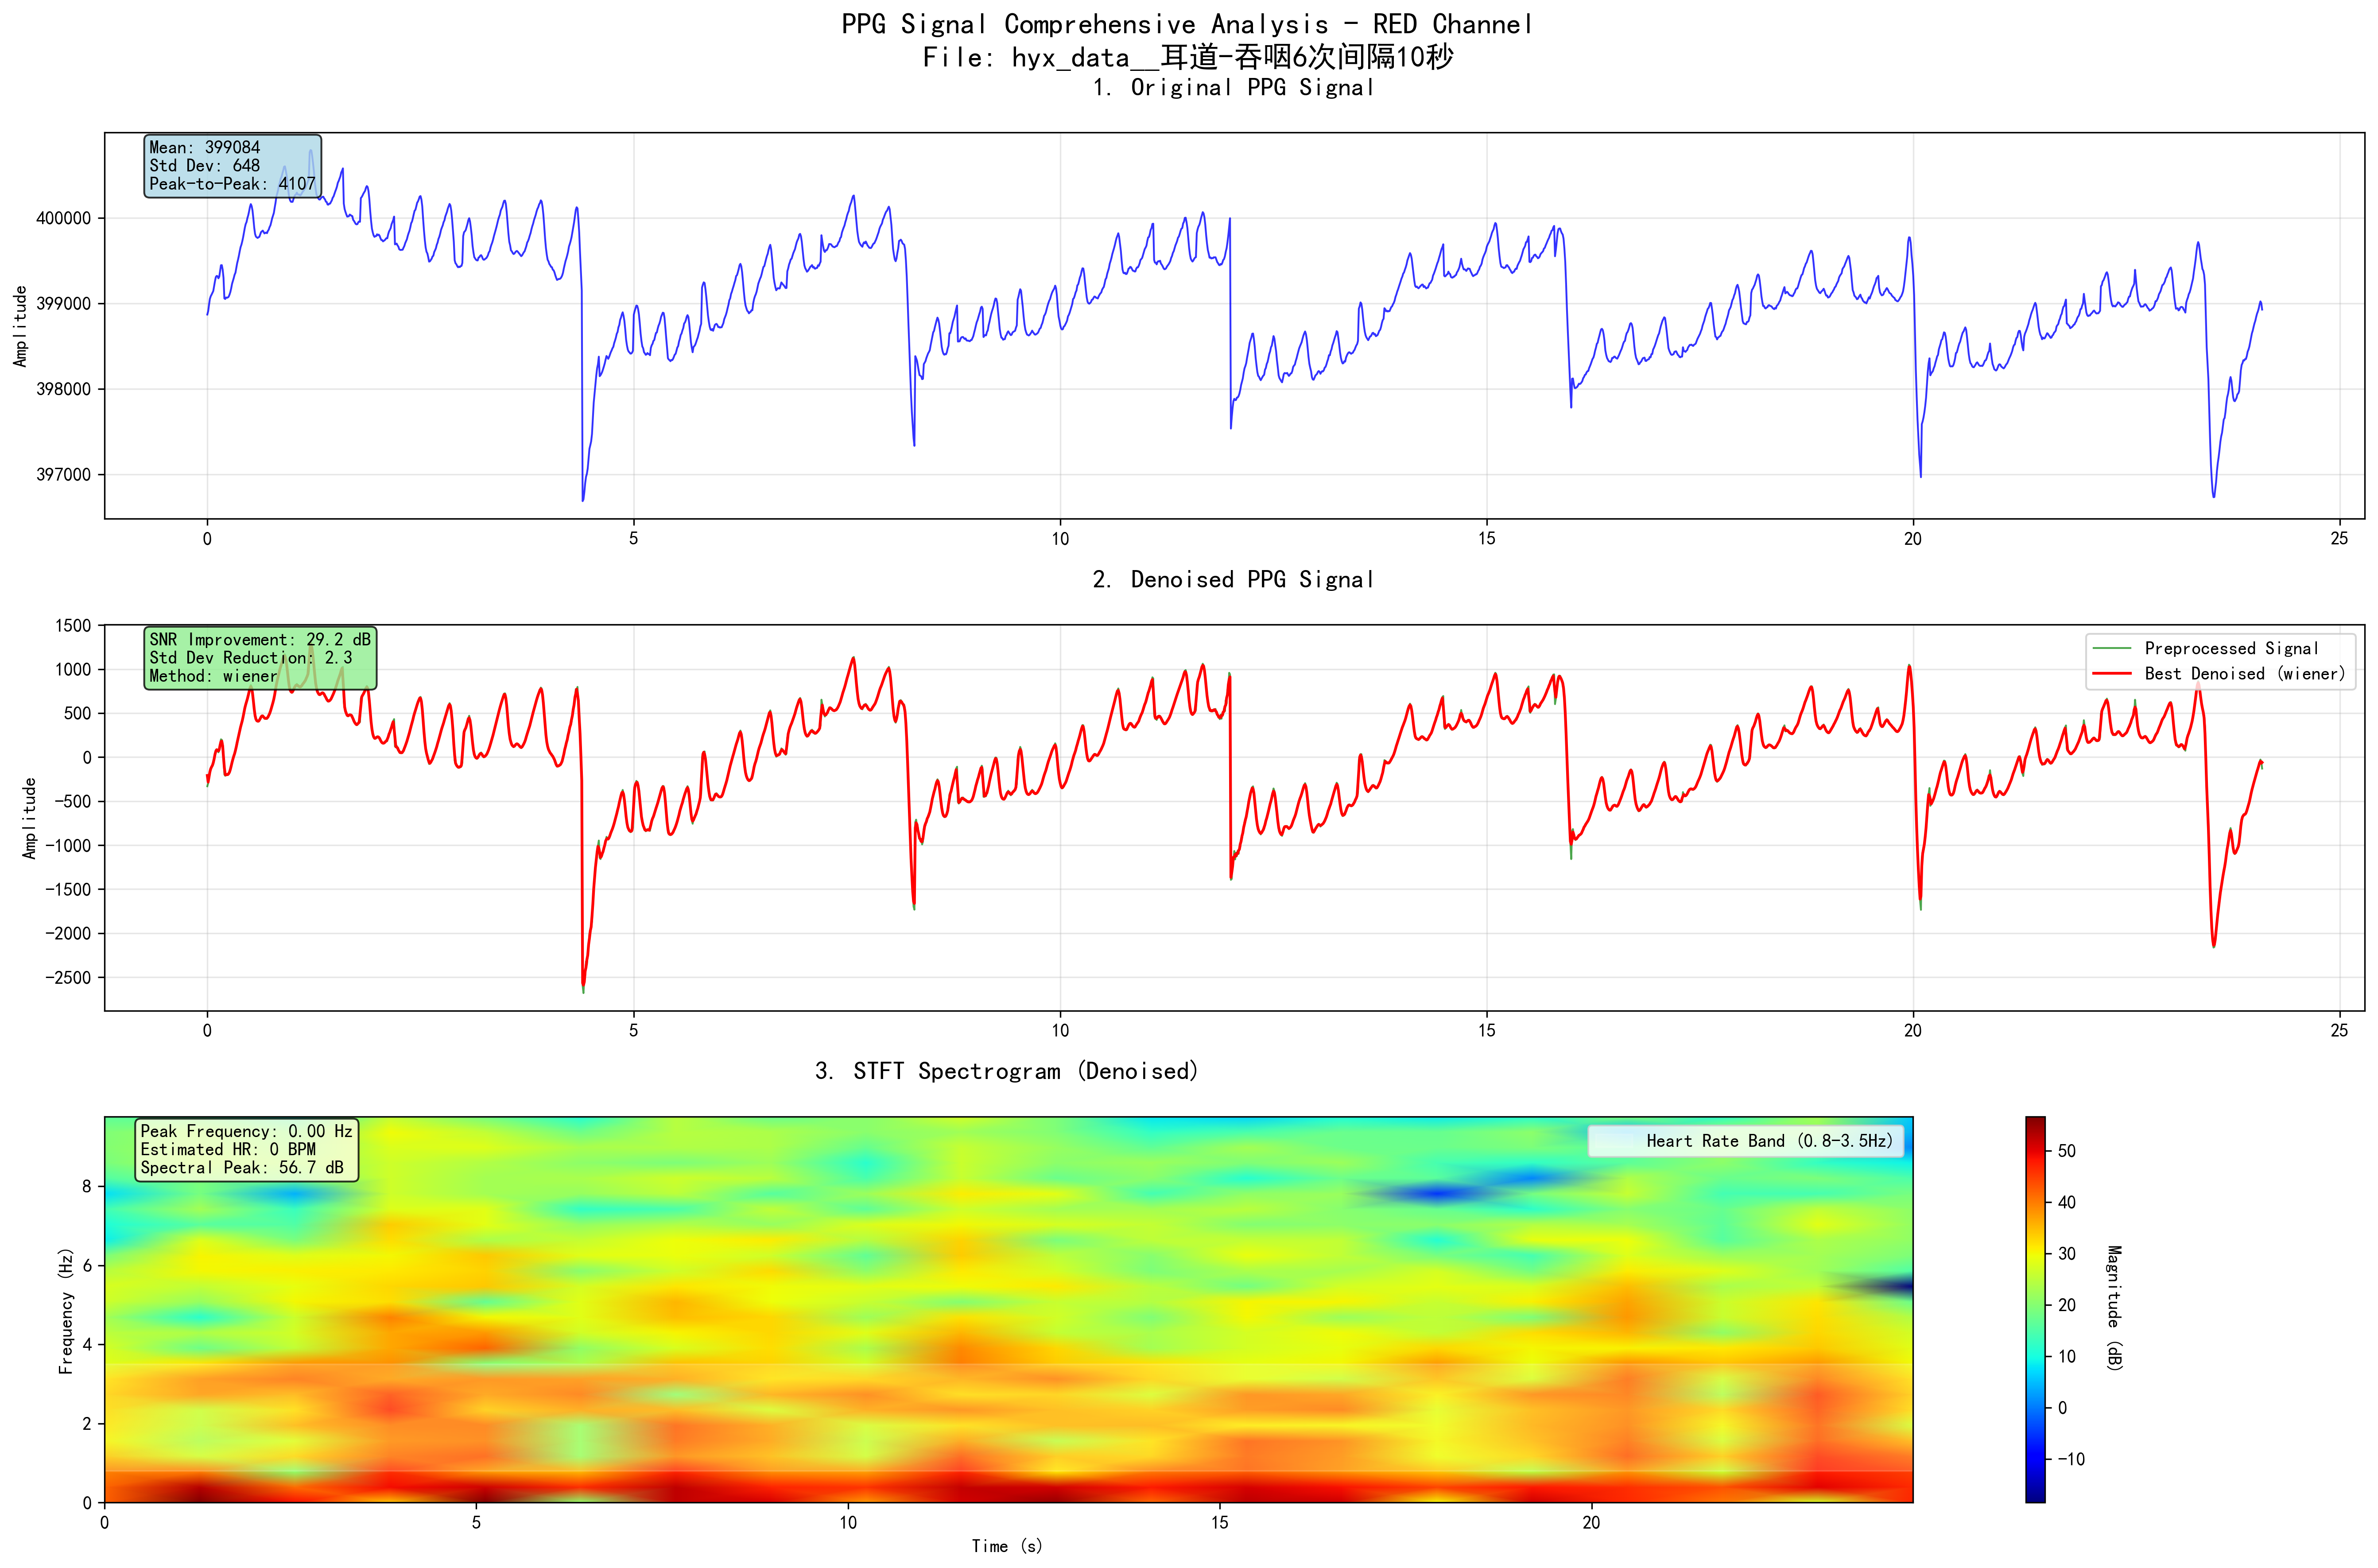 PPG Signal Comprehensive Analysis - RED Channel
File: hyx_data__耳道-吞咽6次间隔10秒
1. Original PPG Signal
Mean: 399084
Std Dev: 648
Peak-to-Peak: 4107
Amplitude
400000
399000
398000
397000
0 5 10 15 20 25
2. Denoised PPG Signal
SNR Improvement: 29.2 dB
Std Dev Reduction: 2.3
Method: wiener
Preprocessed Signal
Best Denoised (wiener)
Amplitude
1500
1000
500
0
−500
−1000
−1500
−2000
−2500
0 5 10 15 20 25
3. STFT Spectrogram (Denoised)
Peak Frequency: 0.00 Hz
Estimated HR: 0 BPM
Spectral Peak: 56.7 dB
Heart Rate Band (0.8-3.5Hz)
Frequency (Hz)
8
6
4
2
0
0 5 10 15 20
Time (s)
50
40
30
20
10
0
−10
Magnitude (dB)